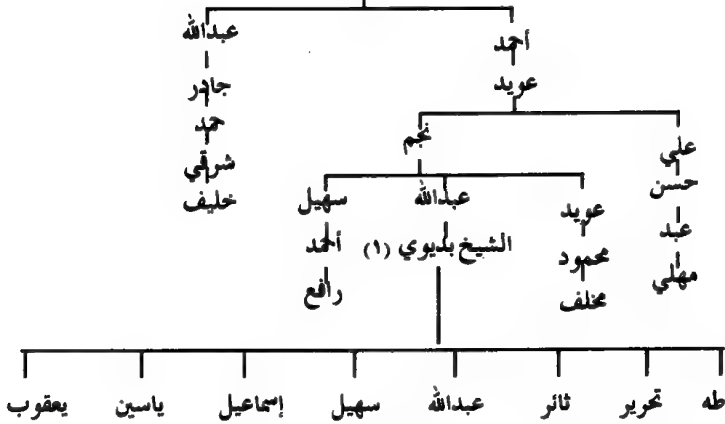 أحمد عبدالله
عويد جادر
نجم حمد
علي شرقي
حسن خليف
عويد عبدالله سهيل
عبد
محمود الشيخ بديوي (١) أحمد
مهلي
مخلف رافع
طه تحرير ثائر عبدالله سهيل إسماعيل ياسين يعقوب